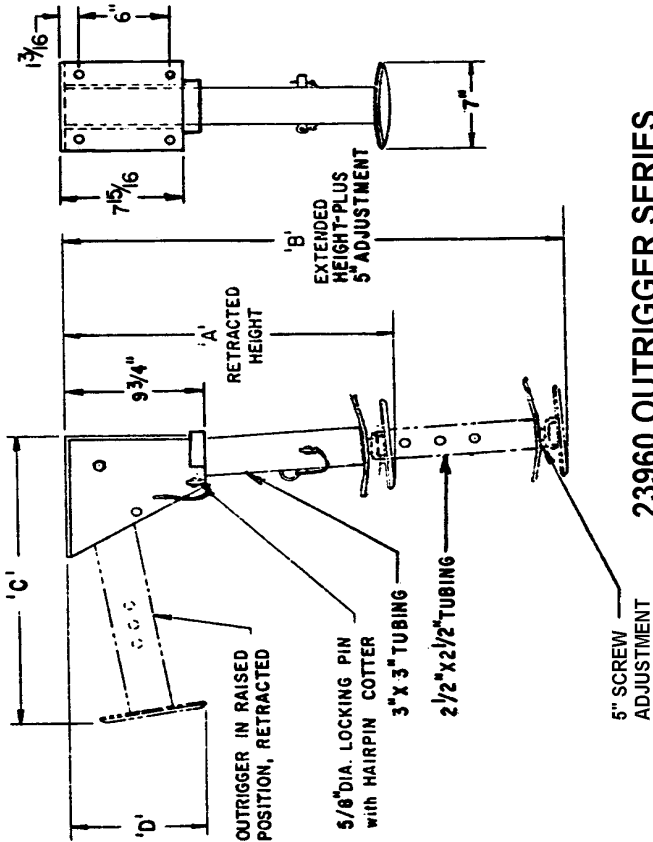 1 3/16
6"
7 15/16
7"
'B'
EXTENDED
HEIGHT-PLUS
5" ADJUSTMENT
'A'
RETRACTED
HEIGHT
9 3/4"
'C'
'D'
OUTRIGGER IN RAISED
POSITION, RETRACTED
5/8" DIA. LOCKING PIN
with HAIRPIN COTTER
3" X 3" TUBING
2 1/2" X 2 1/2" TUBING
5" SCREW
ADJUSTMENT
23960 OUTRIGGER SERIES